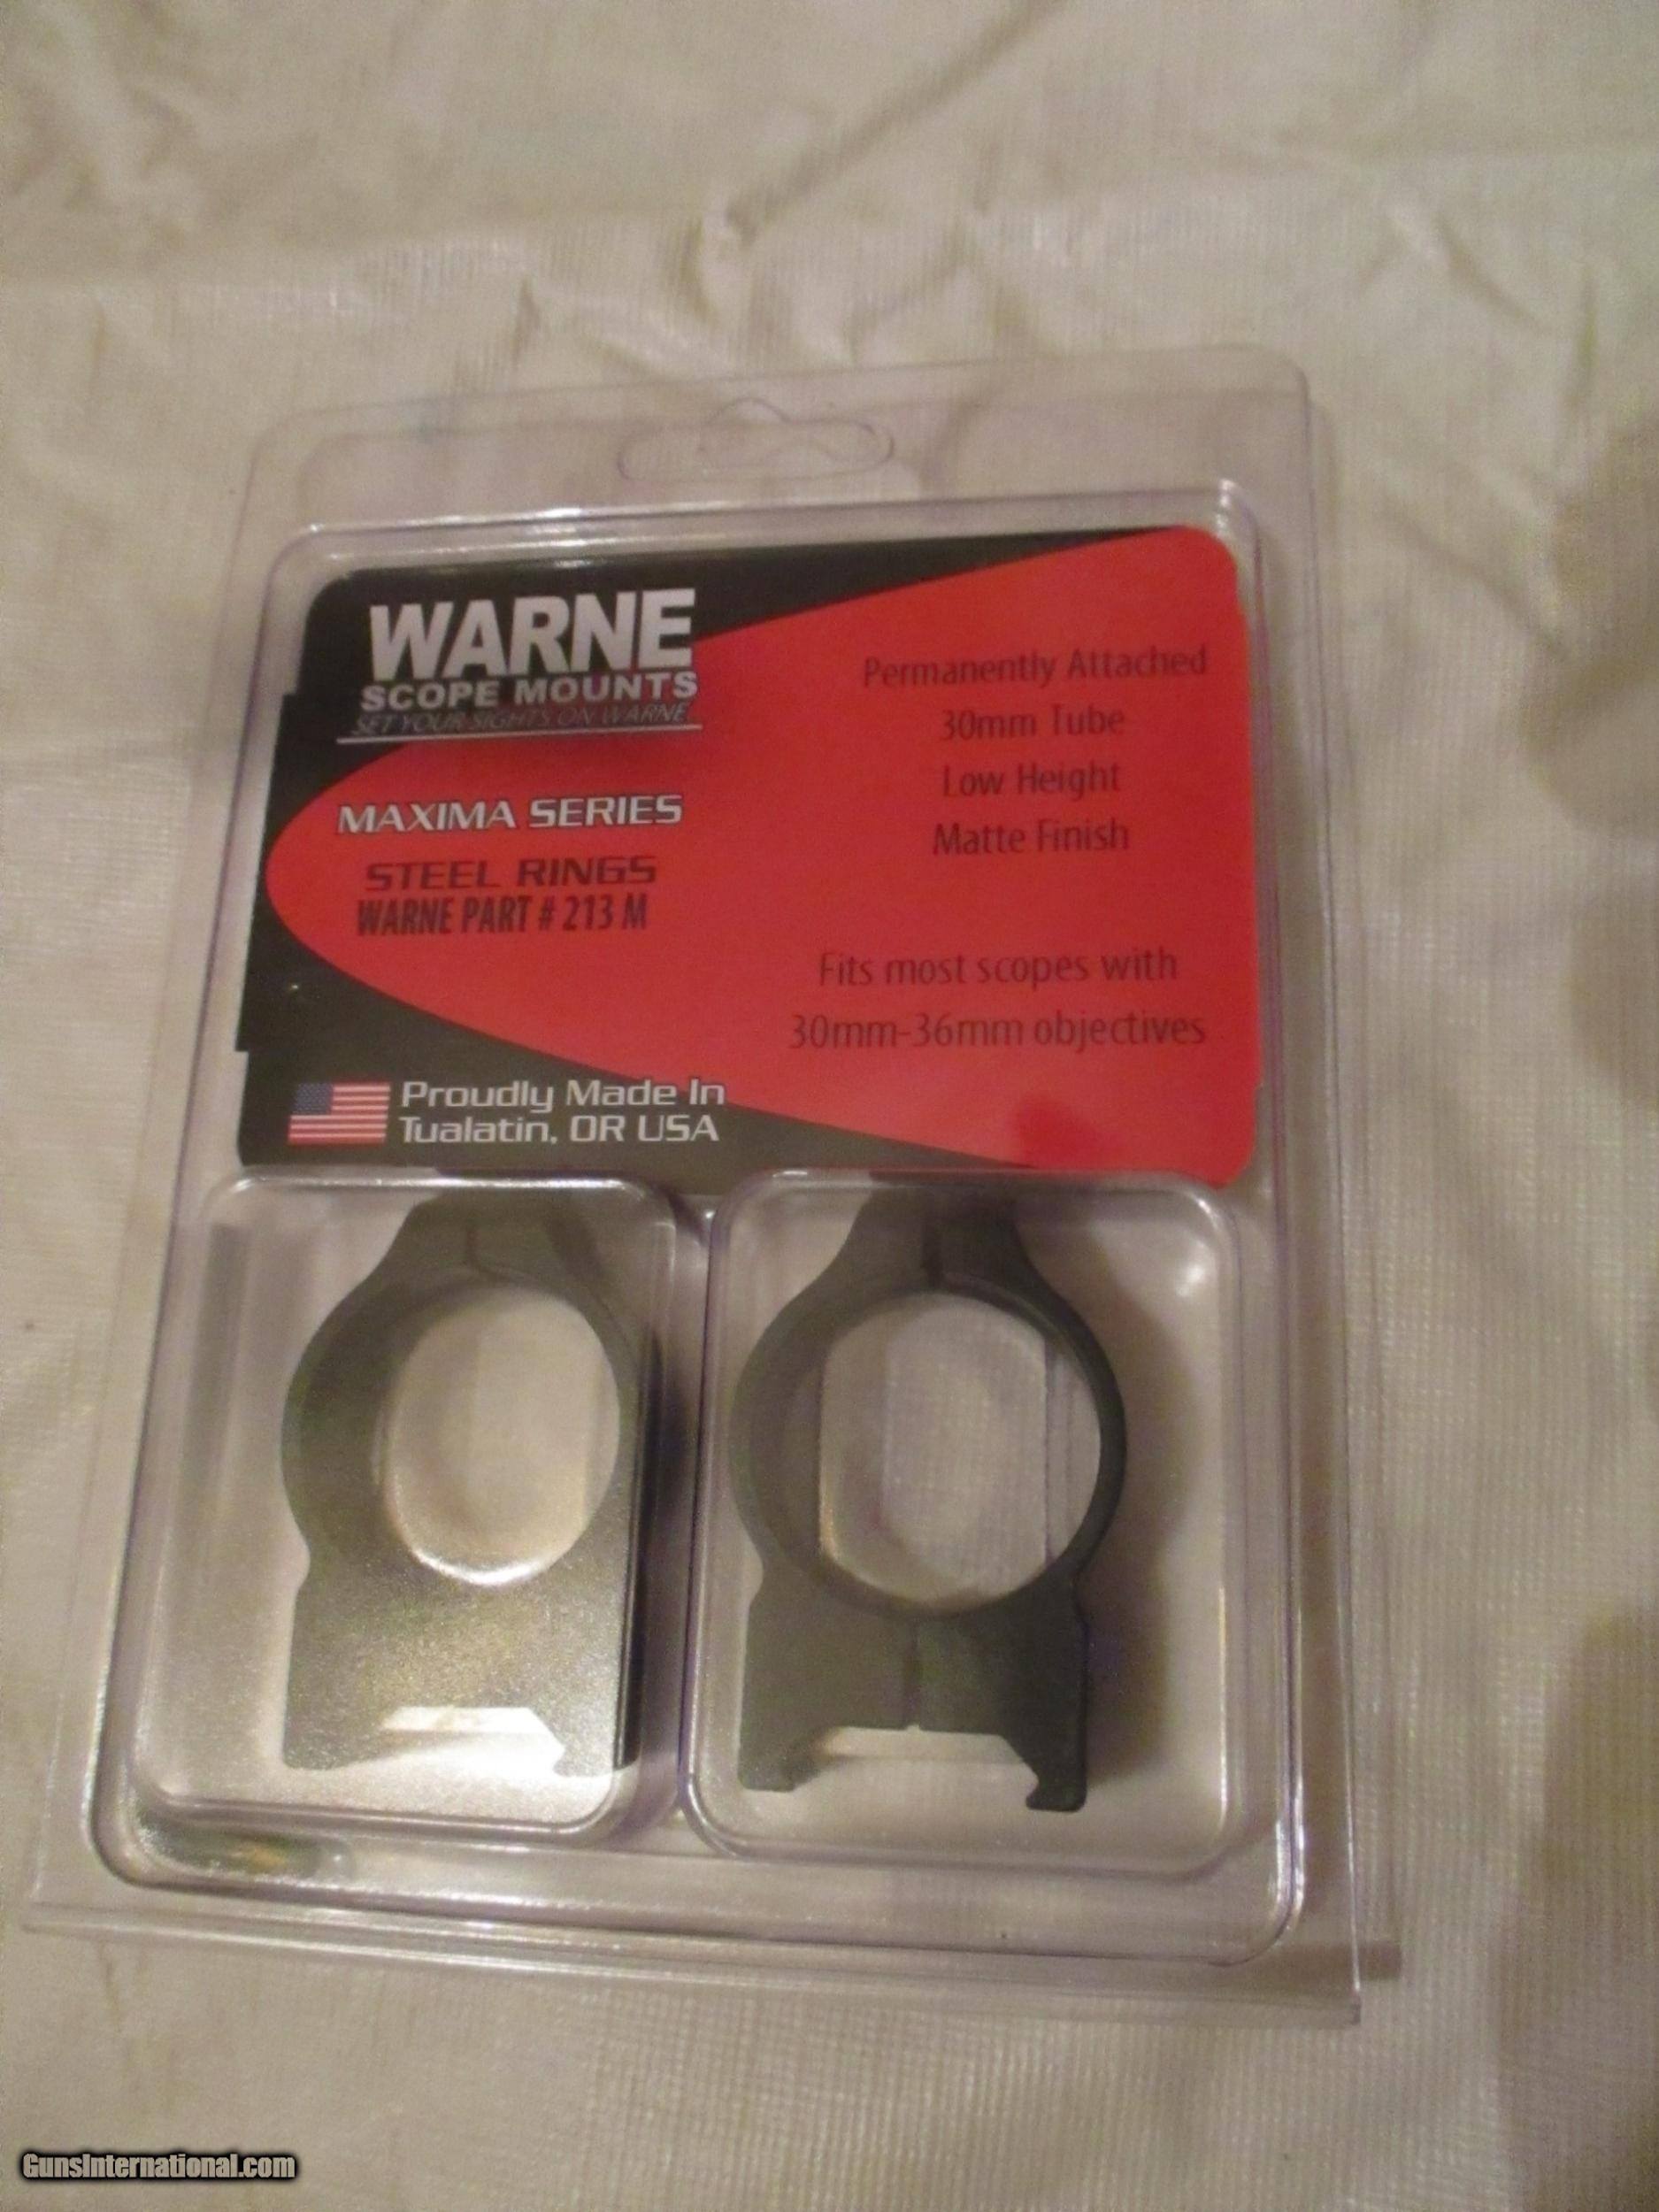 WARNE
SCOPE MOUNTS
SET YOUR SIGHTS ON WARNE
MAXIMA SERIES
STEEL RINGS
WARNE PART # 213 M
Permanently Attached
30mm Tube
Low Height
Matte Finish
Fits most scopes with
30mm-36mm objectives
Proudly Made In
Tualatin, OR USA
GunsInternational.com